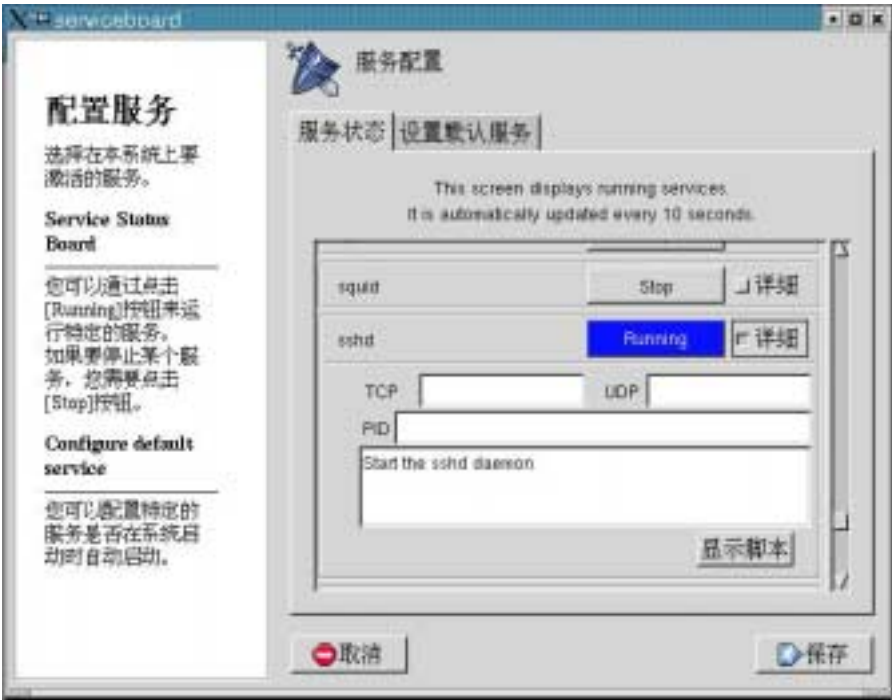 serviceboard
服务配置
配置服务
选择在本系统上要
激活的服务。
Service Status
Board
您可以通过点击
[Running]按钮来运
行特定的服务。
如果要停止某个服
务，您需要点击
[Stop]按钮。
Configure default
service
您可以配置特定的
服务是否在系统启
动时自动启动。
服务状态 设置默认服务
This screen displays running services.
It is automatically updated every 10 seconds.
squid Stop 详细
sshd Running 详细
TCP UDP
PID
Start the sshd daemon
显示脚本
取消 保存